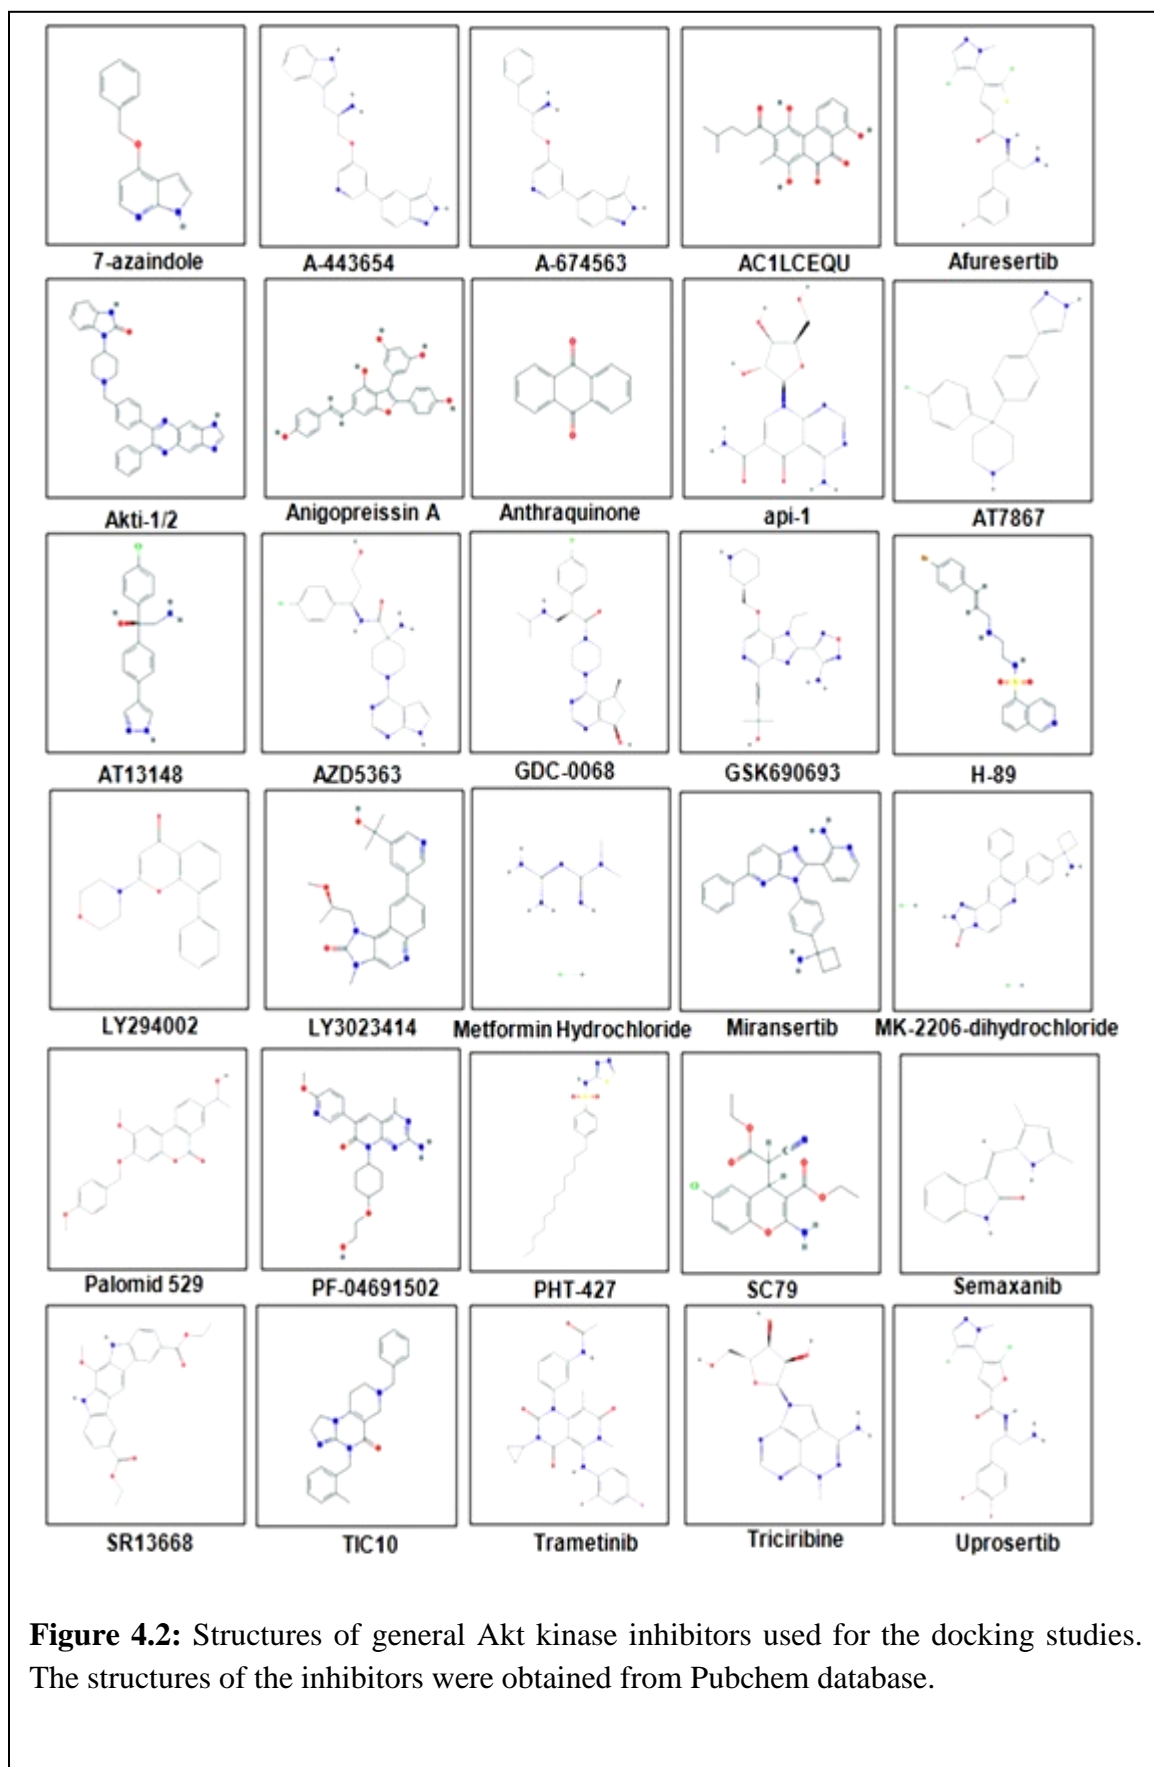 7-azaindole A-443654 A-674563 AC1LCEQU Afuresertib
Akti-1/2 Anigopreissin A Anthraquinone api-1 AT7867
AT13148 AZD5363 GDC-0068 GSK690693 H-89
LY294002 LY3023414 Metformin Hydrochloride Miransertib MK-2206-dihydrochloride
Palomid 529 PF-04691502 PHT-427 SC79 Semaxanib
SR13668 TIC10 Trametinib Triciribine Uprosertib
Figure 4.2: Structures of general Akt kinase inhibitors used for the docking studies.
The structures of the inhibitors were obtained from Pubchem database.